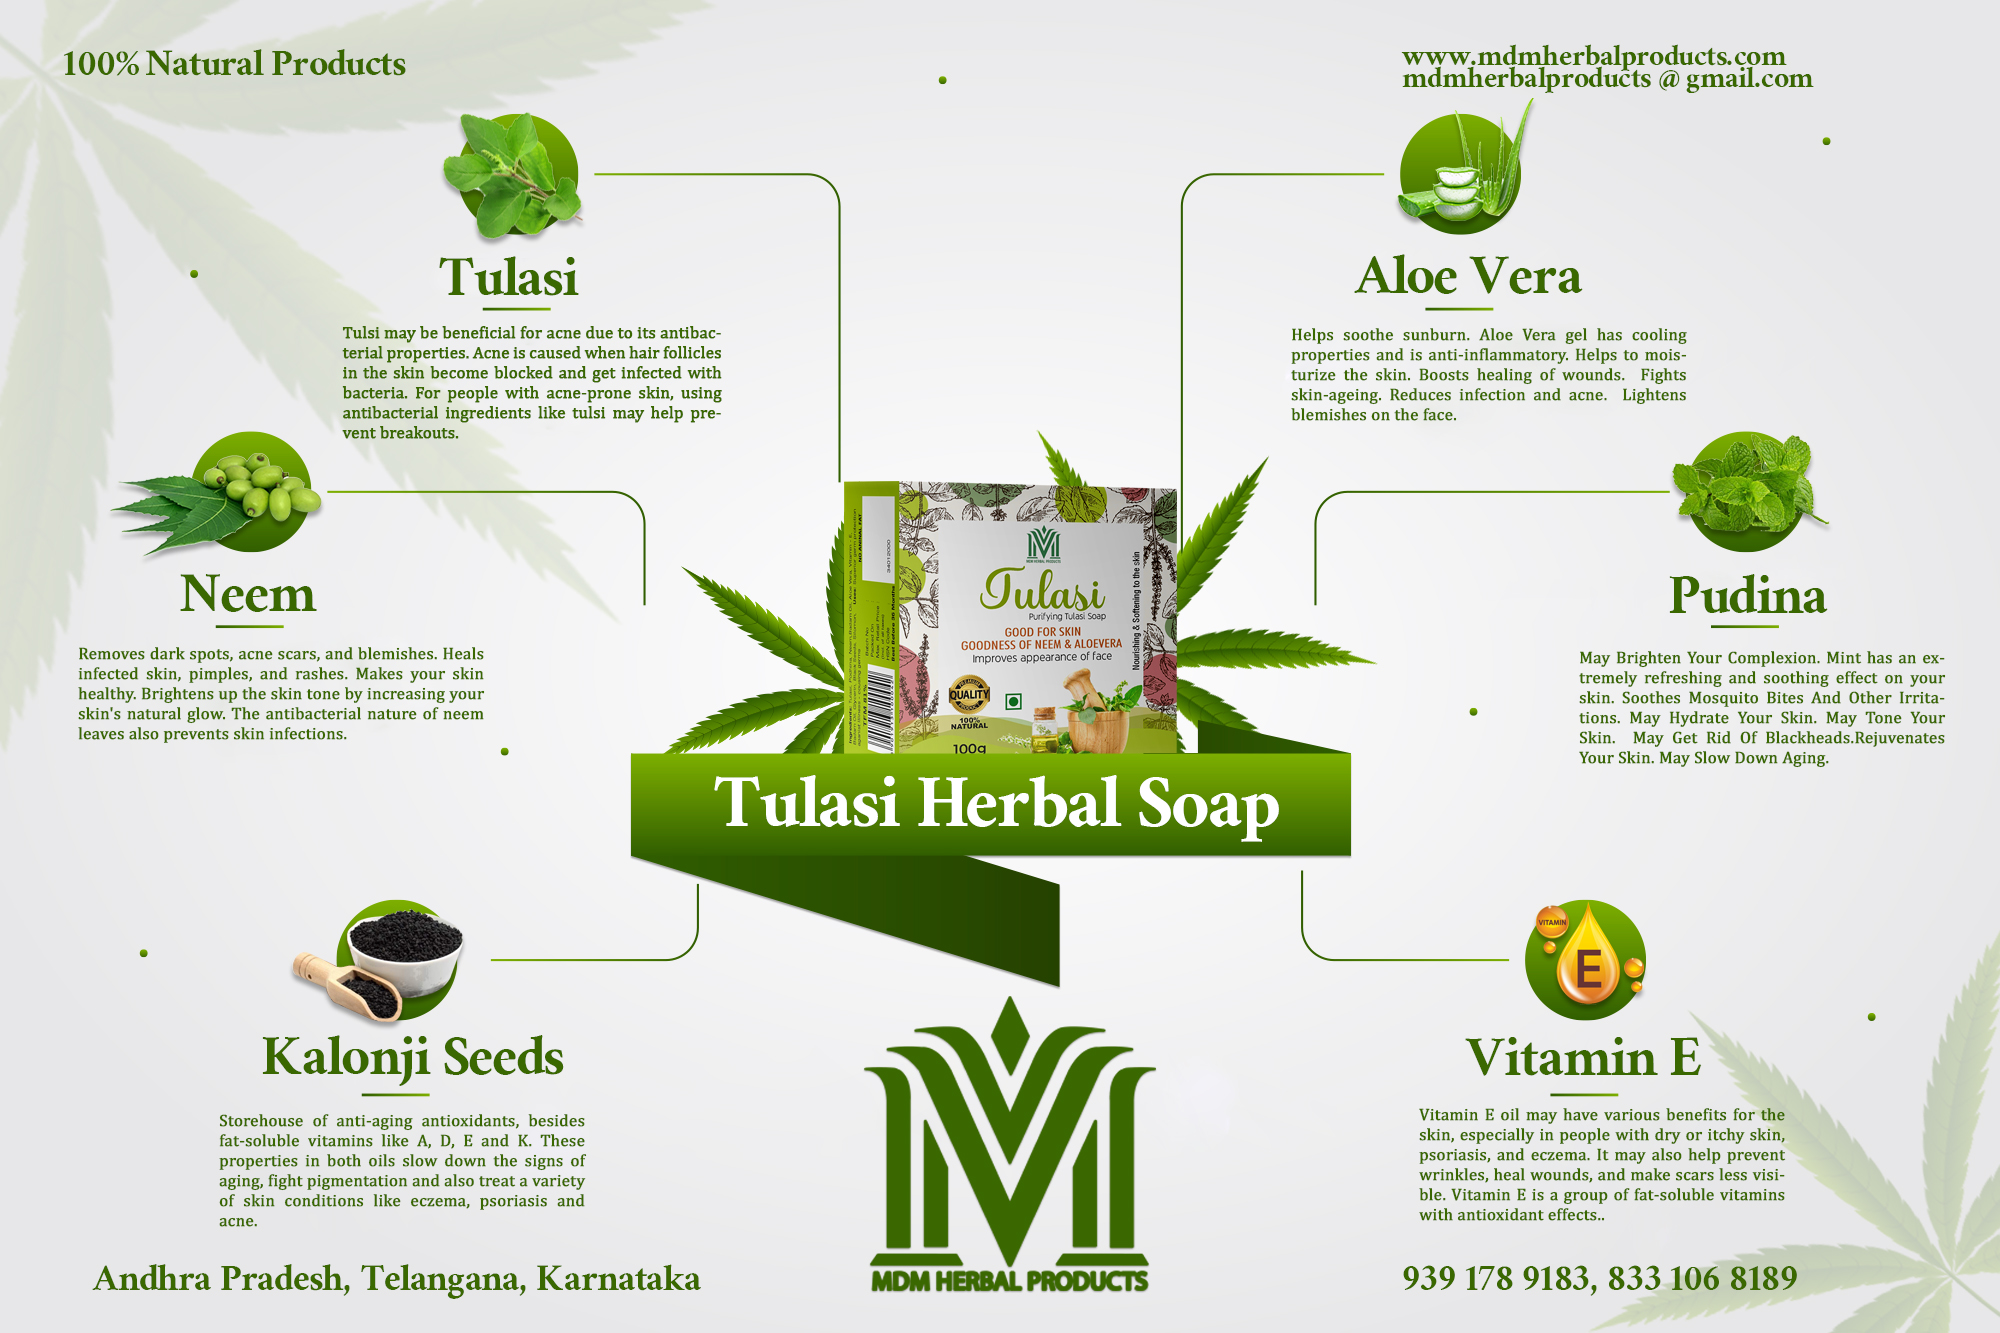 100% Natural Products
www.mdmherbalproducts.com
mdmherbalproducts @ gmail.com
Tulasi
Tulsi may be beneficial for acne due to its antibac-
terial properties. Acne is caused when hair follicles
in the skin become blocked and get infected with
bacteria. For people with acne-prone skin, using
antibacterial ingredients like tulsi may help pre-
vent breakouts.
Aloe Vera
Helps soothe sunburn. Aloe Vera gel has cooling
properties and is anti-inflammatory. Helps to mois-
turize the skin. Boosts healing of wounds. Fights
skin-ageing. Reduces infection and acne. Lightens
blemishes on the face.
Neem
Removes dark spots, acne scars, and blemishes. Heals
infected skin, pimples, and rashes. Makes your skin
healthy. Brightens up the skin tone by increasing your
skin's natural glow. The antibacterial nature of neem
leaves also prevents skin infections.
MDM HERBAL PRODUCTS
Tulasi
Purifying Tulasi Soap
GOOD FOR SKIN
GOODNESS OF NEEM & ALOEVERA
Improves appearance of face
Nourishing & Softening to the skin
QUALITY
100%
NATURAL
100g
Pudina
May Brighten Your Complexion. Mint has an ex-
tremely refreshing and soothing effect on your
skin. Soothes Mosquito Bites And Other Irrita-
tions. May Hydrate Your Skin. May Tone Your
Skin. May Get Rid Of Blackheads.Rejuvenates
Your Skin. May Slow Down Aging.
Tulasi Herbal Soap
Kalonji Seeds
Storehouse of anti-aging antioxidants, besides
fat-soluble vitamins like A, D, E and K. These
properties in both oils slow down the signs of
aging, fight pigmentation and also treat a variety
of skin conditions like eczema, psoriasis and
acne.
VITAMIN
E
Vitamin E
Vitamin E oil may have various benefits for the
skin, especially in people with dry or itchy skin,
psoriasis, and eczema. It may also help prevent
wrinkles, heal wounds, and make scars less visi-
ble. Vitamin E is a group of fat-soluble vitamins
with antioxidant effects..
MDM HERBAL PRODUCTS
Andhra Pradesh, Telangana, Karnataka
939 178 9183, 833 106 8189